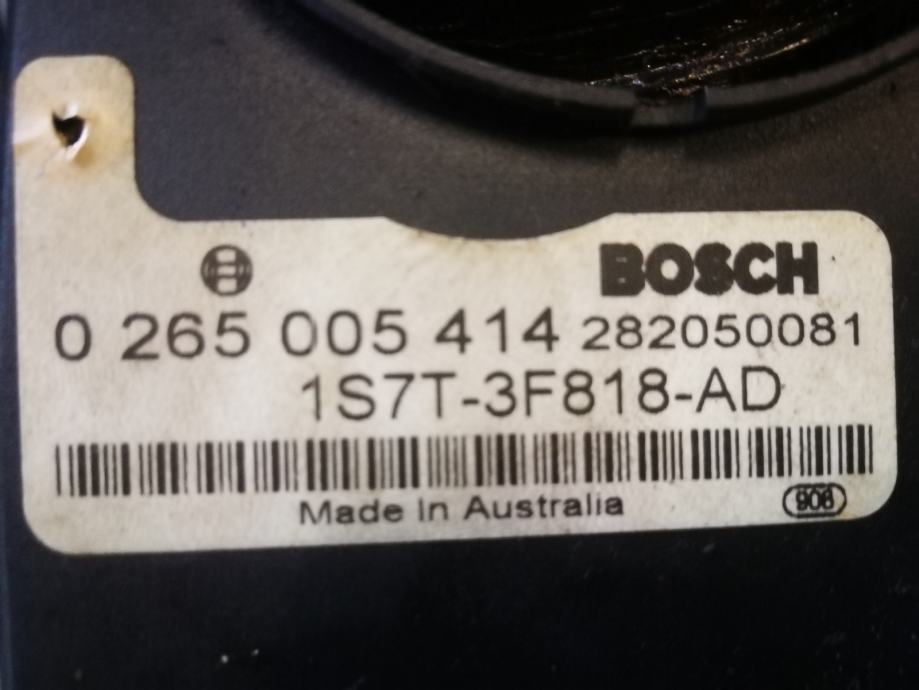 BOSCH
0 265 005 414 282050081
1S7T-3F818-AD
Made In Australia
906